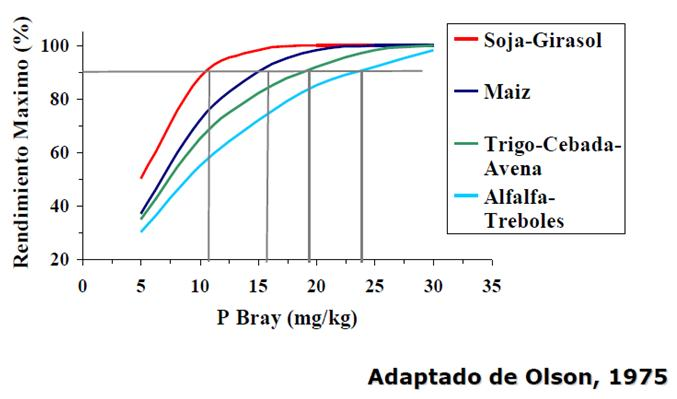 Rendimiento Maximo (%)
100
80
60
40
20
0
5
10
15
20
25
30
35
P Bray (mg/kg)
Soja-Girasol
Maiz
Trigo-Cebada-
Avena
Alfalfa-
Treboles
Adaptado de Olson, 1975